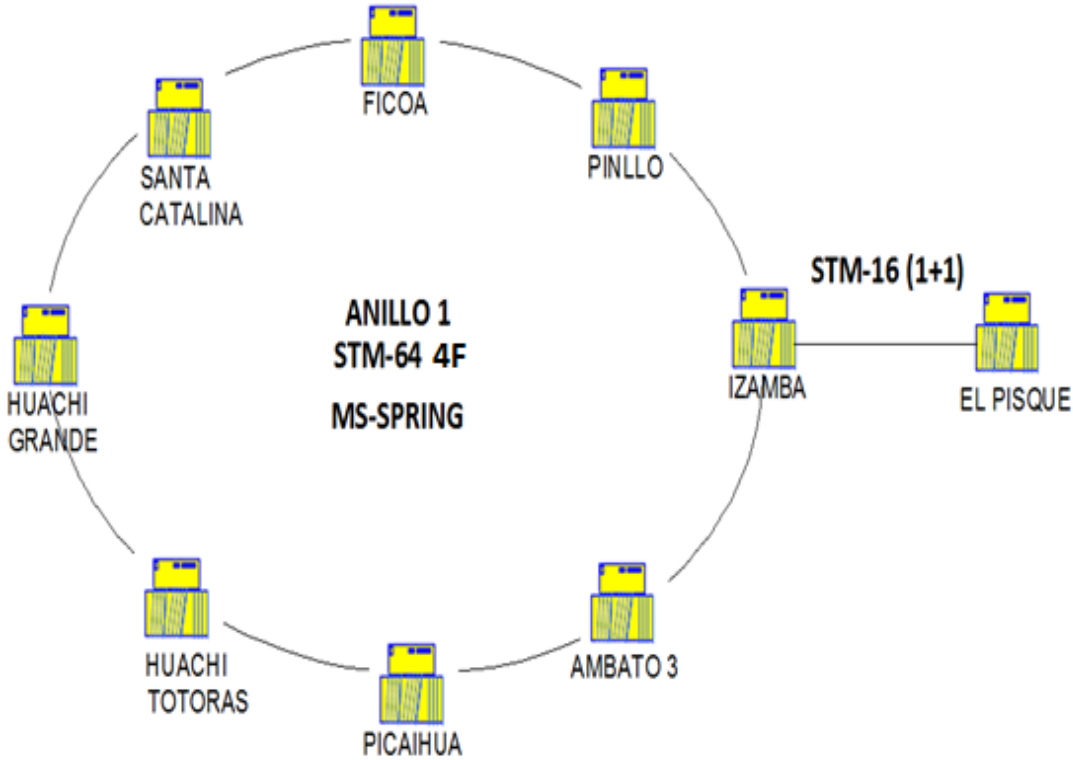 FICOA
PINLLO
SANTA
CATALINA
STM-16 (1+1)
ANILLO 1
STM-64 4F
MS-SPRING
IZAMBA
EL PISQUE
HUACHI
GRANDE
HUACHI
TOTORAS
AMBATO 3
PICAIHUA